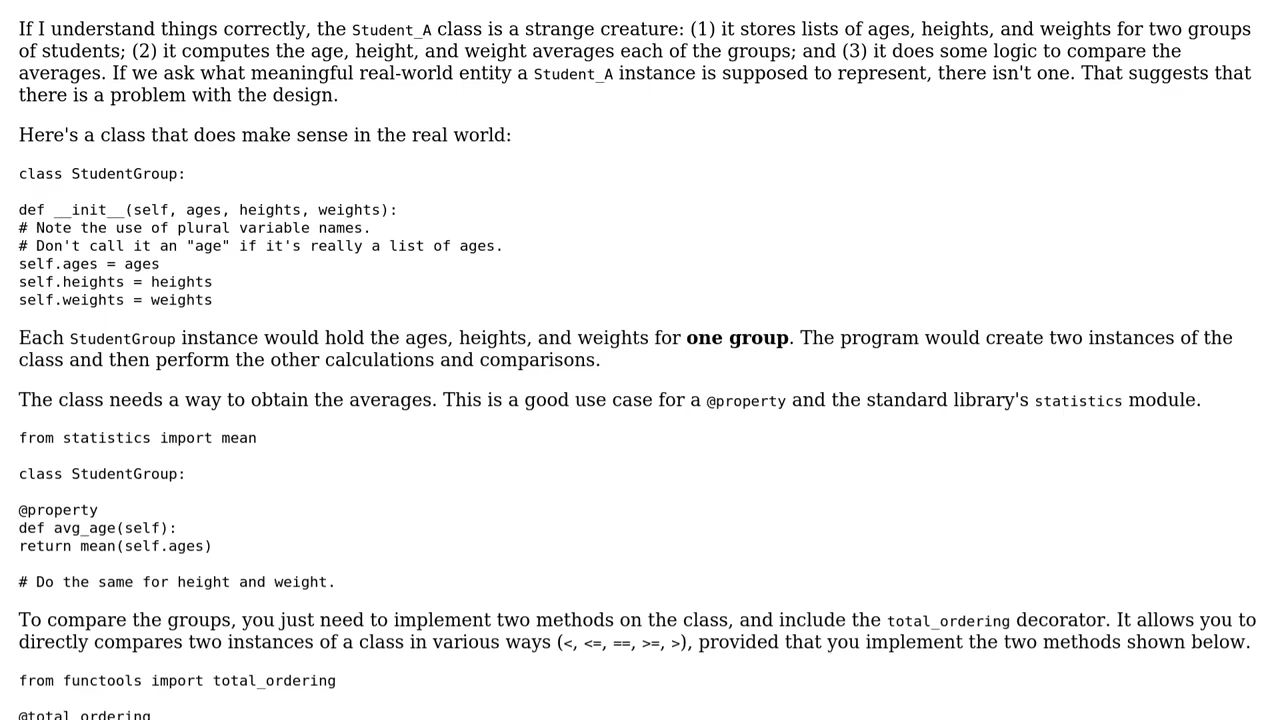 If I understand things correctly, the Student_A class is a strange creature: (1) it stores lists of ages, heights, and weights for two groups
of students; (2) it computes the age, height, and weight averages each of the groups; and (3) it does some logic to compare the
averages. If we ask what meaningful real-world entity a Student_A instance is supposed to represent, there isn't one. That suggests that
there is a problem with the design.
Here's a class that does make sense in the real world:
class StudentGroup:
def __init__(self, ages, heights, weights):
# Note the use of plural variable names.
# Don't call it an "age" if it's really a list of ages.
self.ages = ages
self.heights = heights
self.weights = weights
Each StudentGroup instance would hold the ages, heights, and weights for one group. The program would create two instances of the
class and then perform the other calculations and comparisons.
The class needs a way to obtain the averages. This is a good use case for a @property and the standard library's statistics module.
from statistics import mean
class StudentGroup:
@property
def avg_age(self):
return mean(self.ages)
# Do the same for height and weight.
To compare the groups, you just need to implement two methods on the class, and include the total_ordering decorator. It allows you to
directly compares two instances of a class in various ways (<, <=, ==, >=, >), provided that you implement the two methods shown below.
from functools import total_ordering
@total_ordering